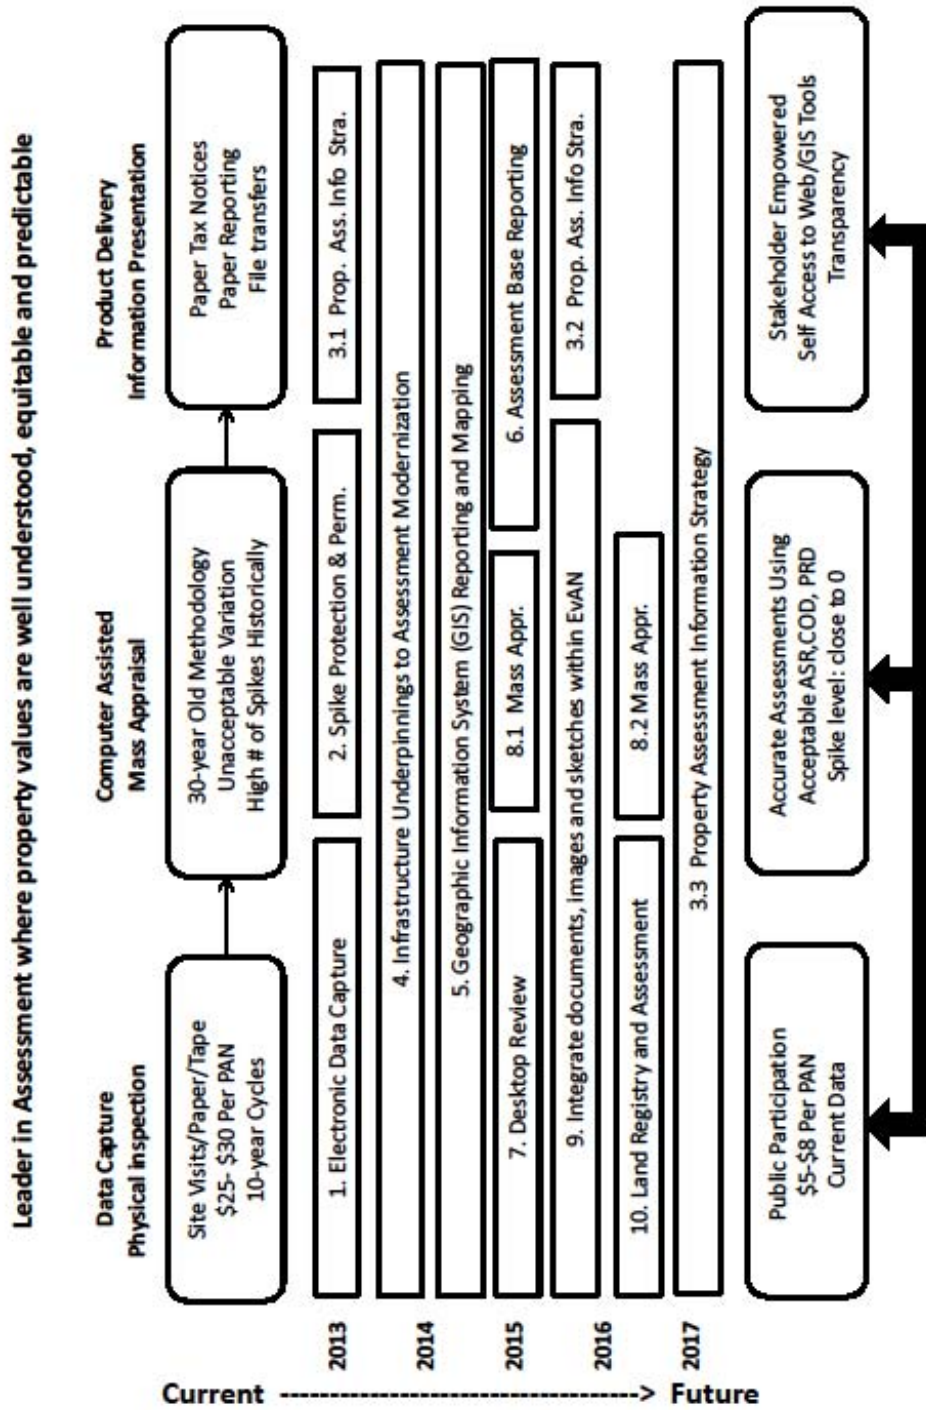 Leader in Assessment where property values are well understood, equitable and predictable
Data Capture
Physical inspection
Computer Assisted
Mass Appraisal
Product Delivery
Information Presentation
Site Visits/Paper/Tape
$25- $30 Per PAN
10-year Cycles
30-year Old Methodology
Unacceptable Variation
High # of Spikes Historically
Paper Tax Notices
Paper Reporting
File transfers
Current ----------------------------------> Future
2013
1. Electronic Data Capture
2. Spike Protection & Perm.
3.1 Prop. Ass. Info Stra.
2014
4. Infrastructure Underpinnings to Assessment Modernization
5. Geographic Information System (GIS) Reporting and Mapping
2015
7. Desktop Review
8.1 Mass Appr.
6. Assessment Base Reporting
2016
9. Integrate documents, images and sketches within EvAN
3.2 Prop. Ass. Info Stra.
10. Land Registry and Assessment
8.2 Mass Appr.
2017
3.3 Property Assessment Information Strategy
Public Participation
$5-$8 Per PAN
Current Data
Accurate Assessments Using
Acceptable ASR,COD, PRD
Spike level: close to 0
Stakeholder Empowered
Self Access to Web/GIS Tools
Transparency